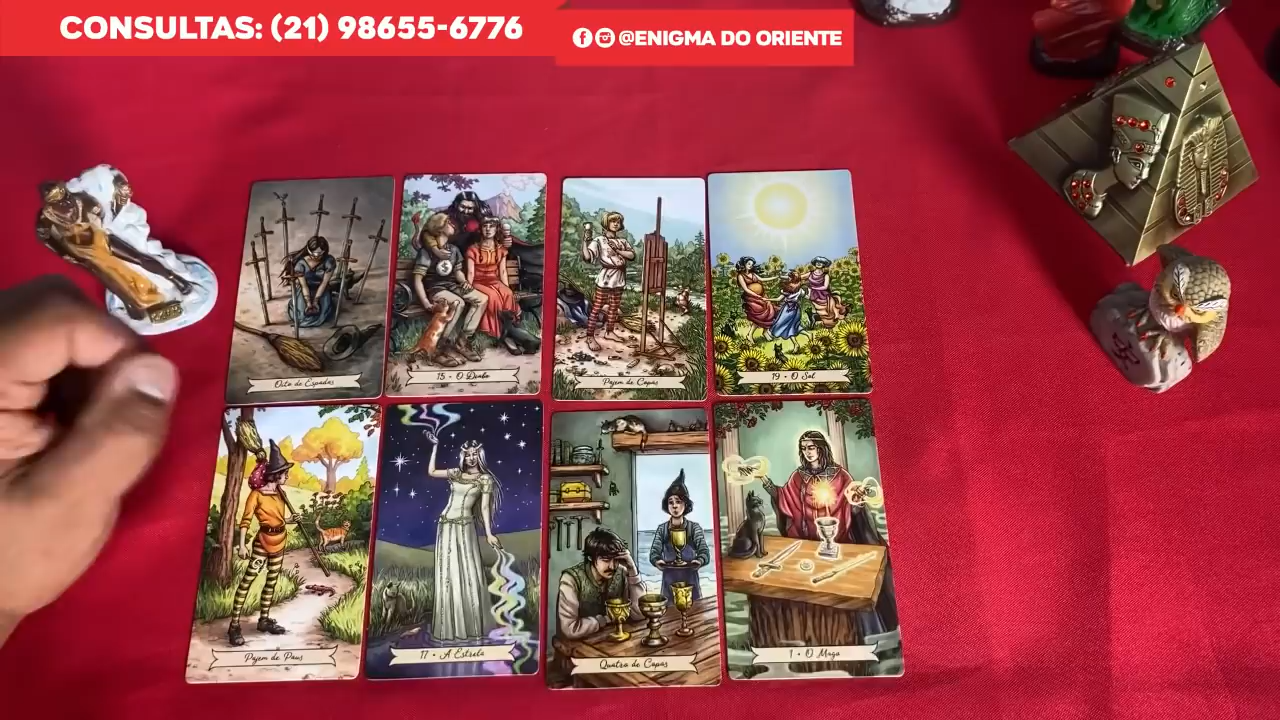 CONSULTAS: (21) 98655-6776
@ENIGMA DO ORIENTE
Oito de Espadas
15 - O Diabo
Pajem de Copas
19 • O Sol
Pajem de Paus
17 • A Estrela
Quatro de Copas
1 • O Mago